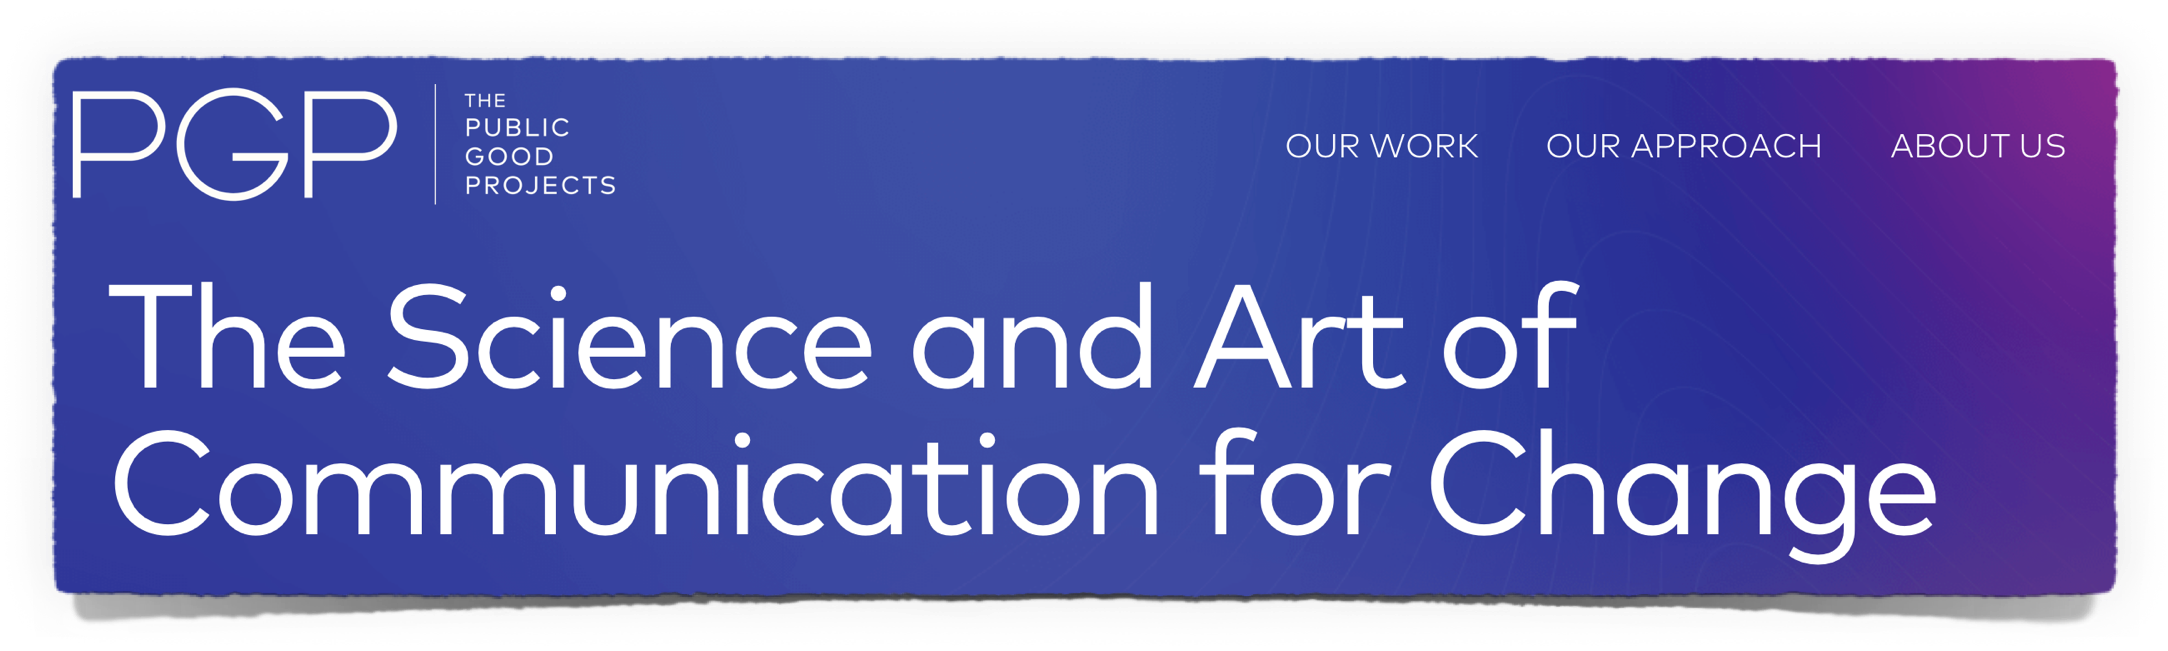 PGP
THE
PUBLIC
GOOD
PROJECTS
OUR WORK OUR APPROACH ABOUT US
The Science and Art of
Communication for Change